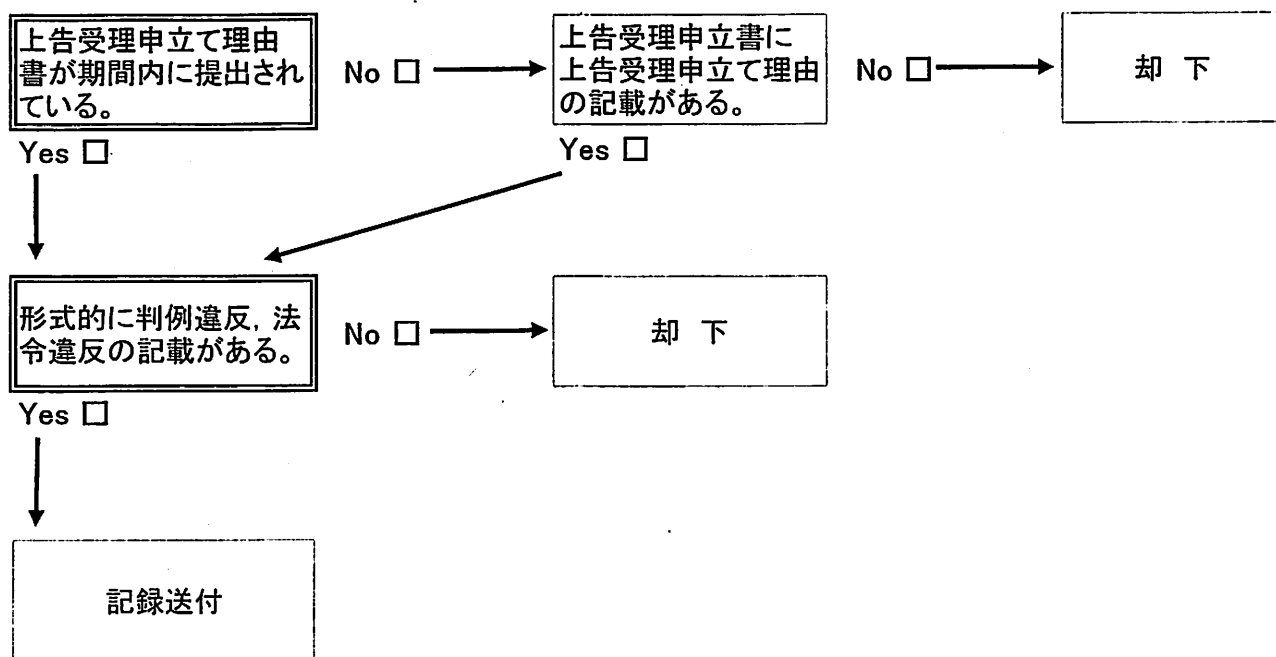 上告受理申立て理由
書が期間内に提出され
ている。
No □
上告受理申立書に
上告受理申立て理由
の記載がある。
No □
却 下
Yes □
Yes □
形式的に判例違反, 法
令違反の記載がある。
No □
却 下
Yes □
記録送付